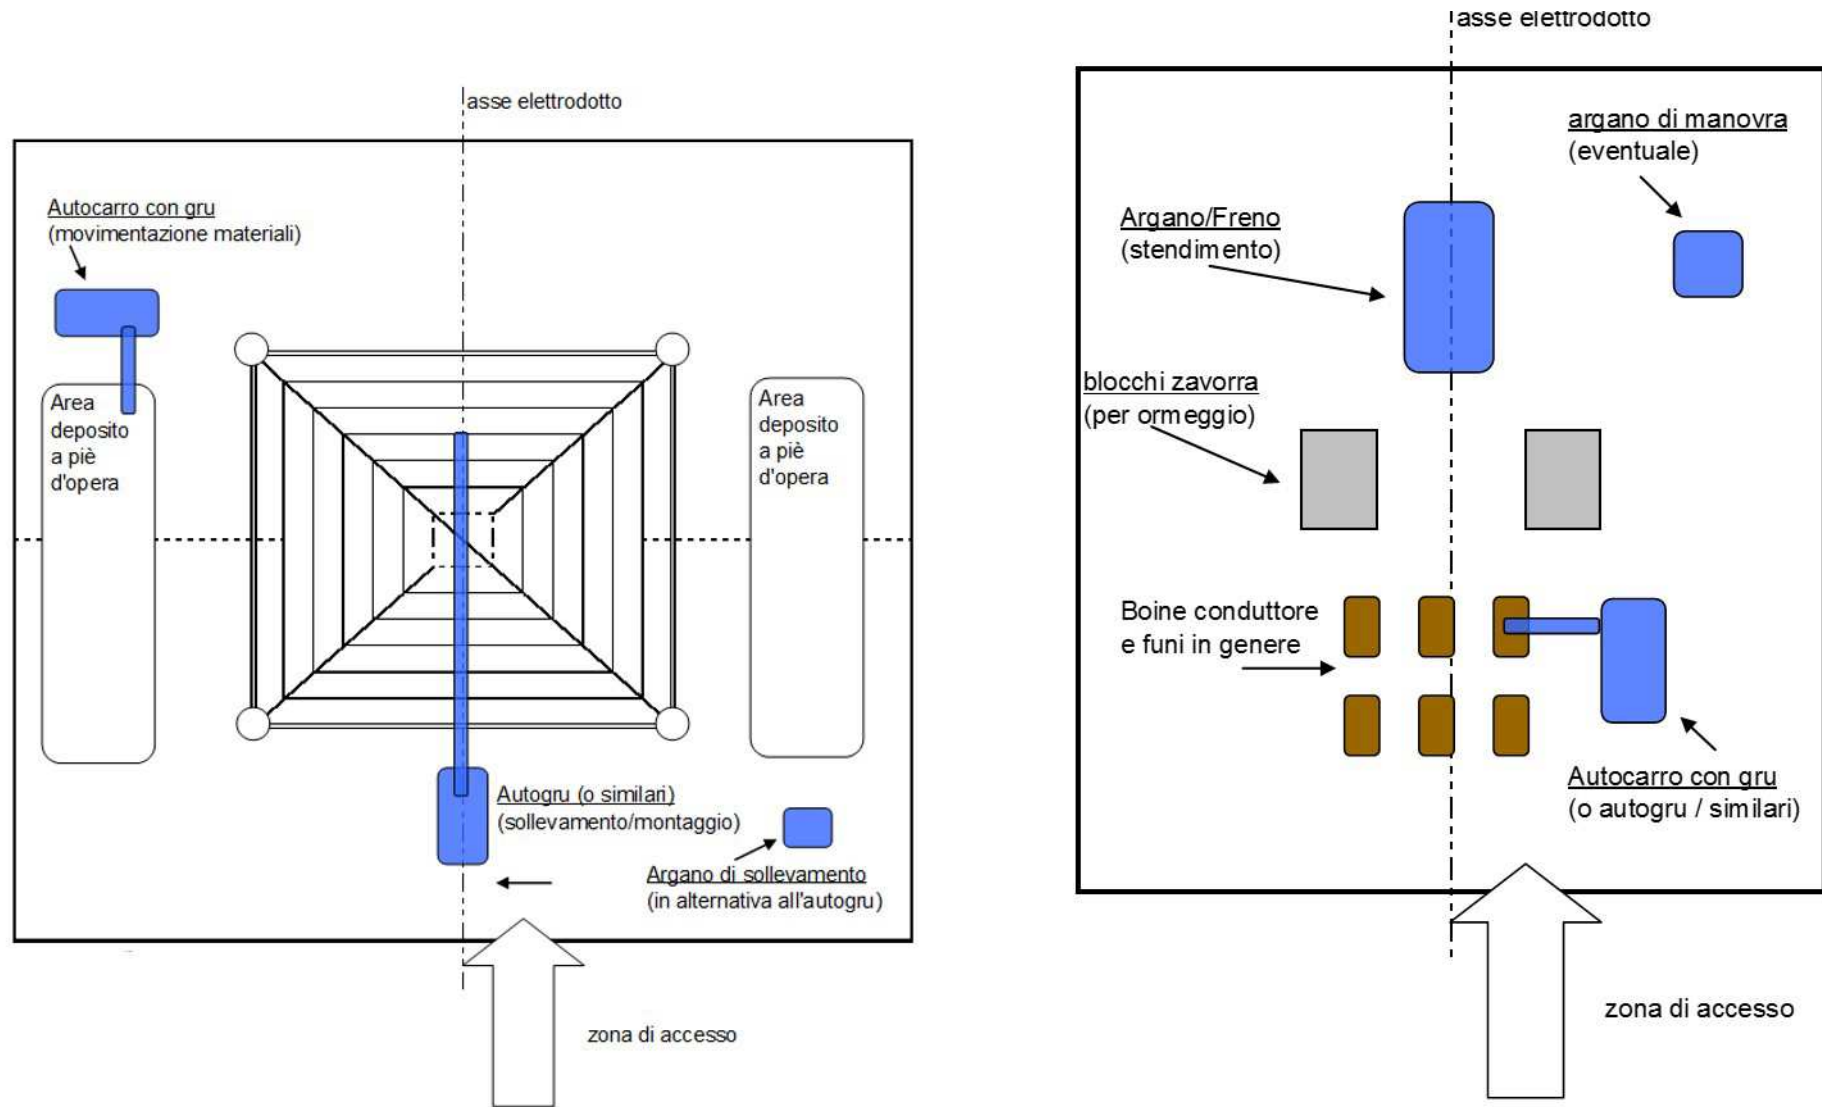 asse elettrodotto
Autocarro con gru
(movimentazione materiali)
Area
deposito
a piè
d'opera
Area
deposito
a piè
d'opera
Autogru (o similari)
(sollevamento/montaggio)
Argano di sollevamento
(in alternativa all'autogru)
zona di accesso
asse elettrodotto
argano di manovra
(eventuale)
Argano/Freno
(stendimento)
blocchi zavorra
(per ormeggio)
Boine conduttore
e funi in genere
Autocarro con gru
(o autogru / similari)
zona di accesso